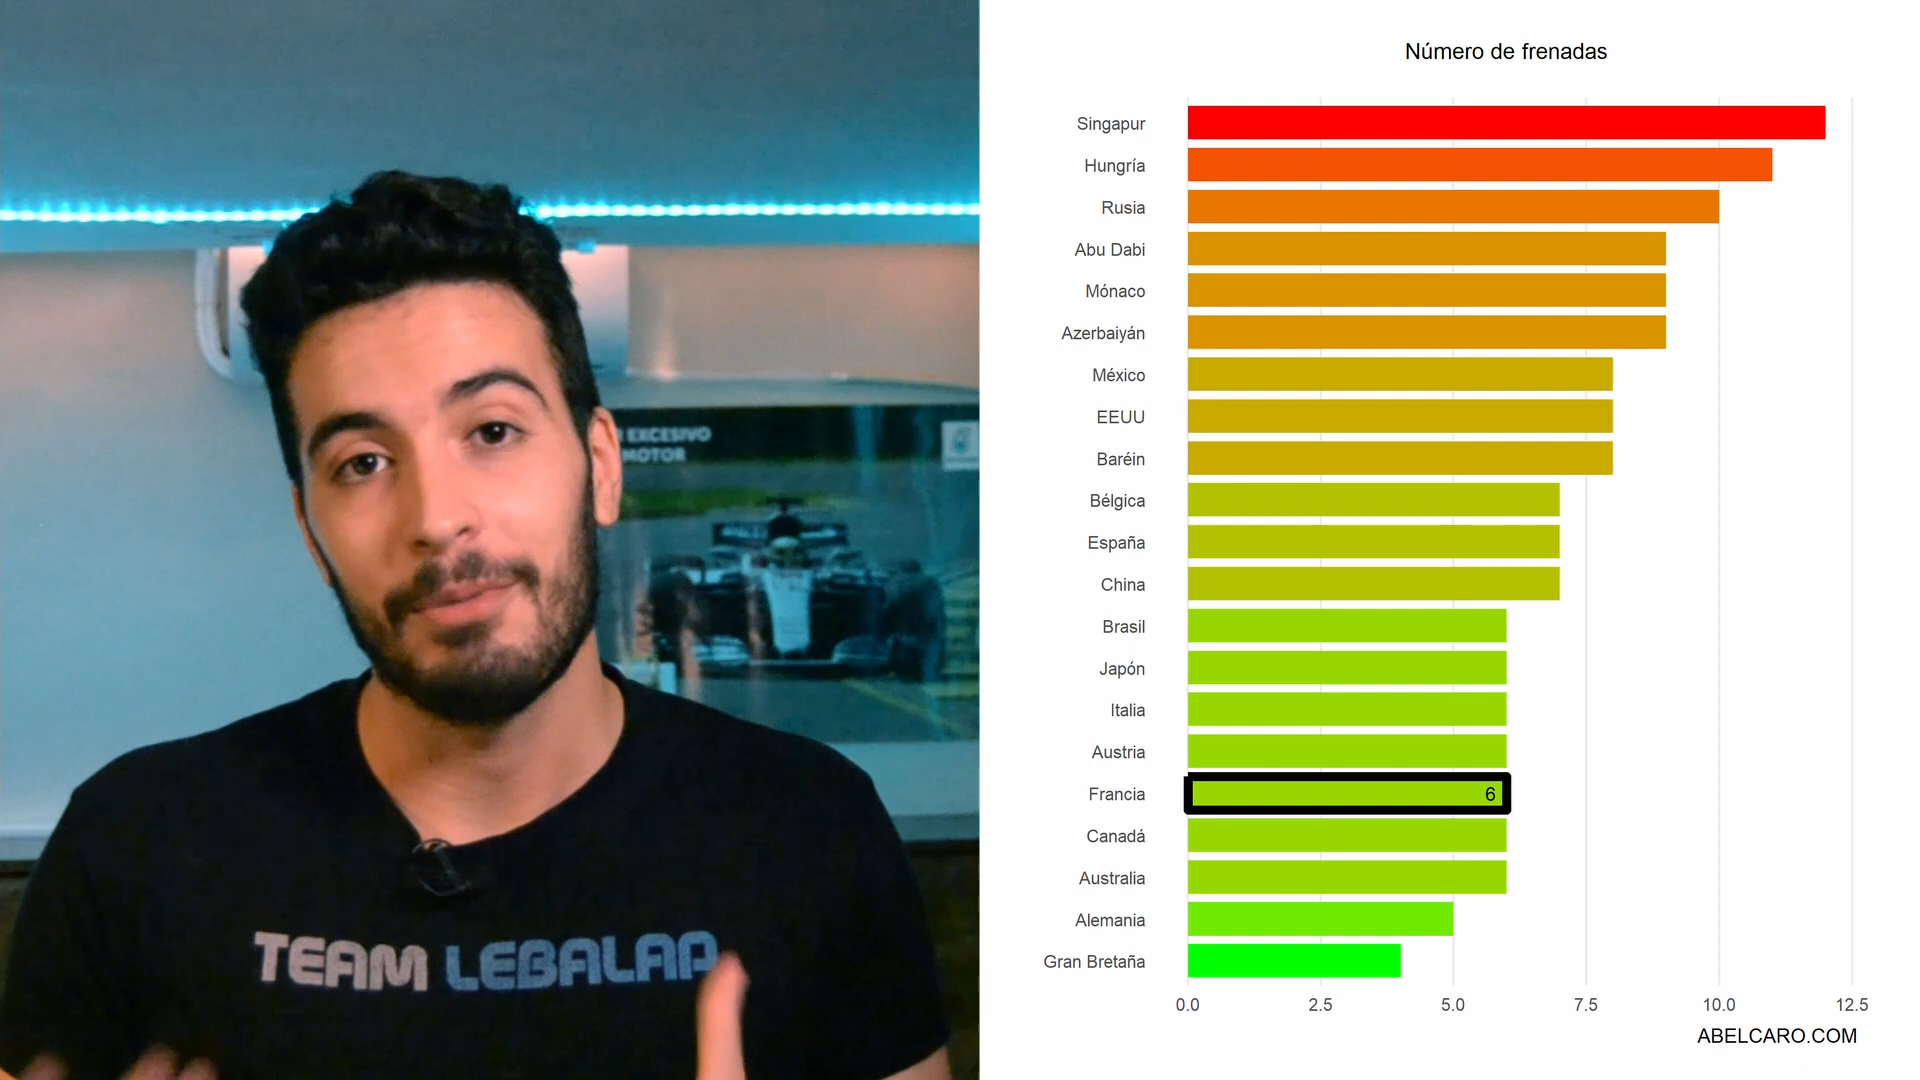 EXCESIVO
MOTOR
TEAM LEBALAP
Número de frenadas
Singapur
Hungría
Rusia
Abu Dabi
Mónaco
Azerbaiyán
México
EEUU
Baréin
Bélgica
España
China
Brasil
Japón
Italia
Austria
Francia 6
Canadá
Australia
Alemania
Gran Bretaña
0.0 2.5 5.0 7.5 10.0 12.5
ABELCARO.COM